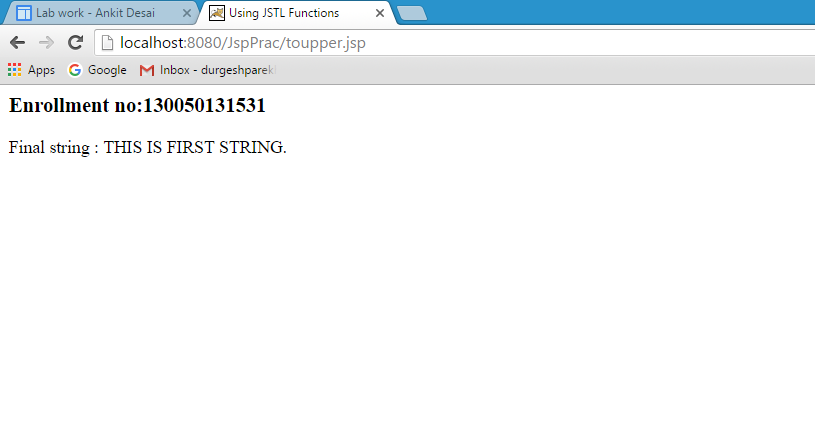 Lab work - Ankit Desai
Using JSTL Functions
localhost:8080/JspPrac/toupper.jsp
Apps
Google
Inbox - durgeshparek
Enrollment no:130050131531
Final string : THIS IS FIRST STRING.